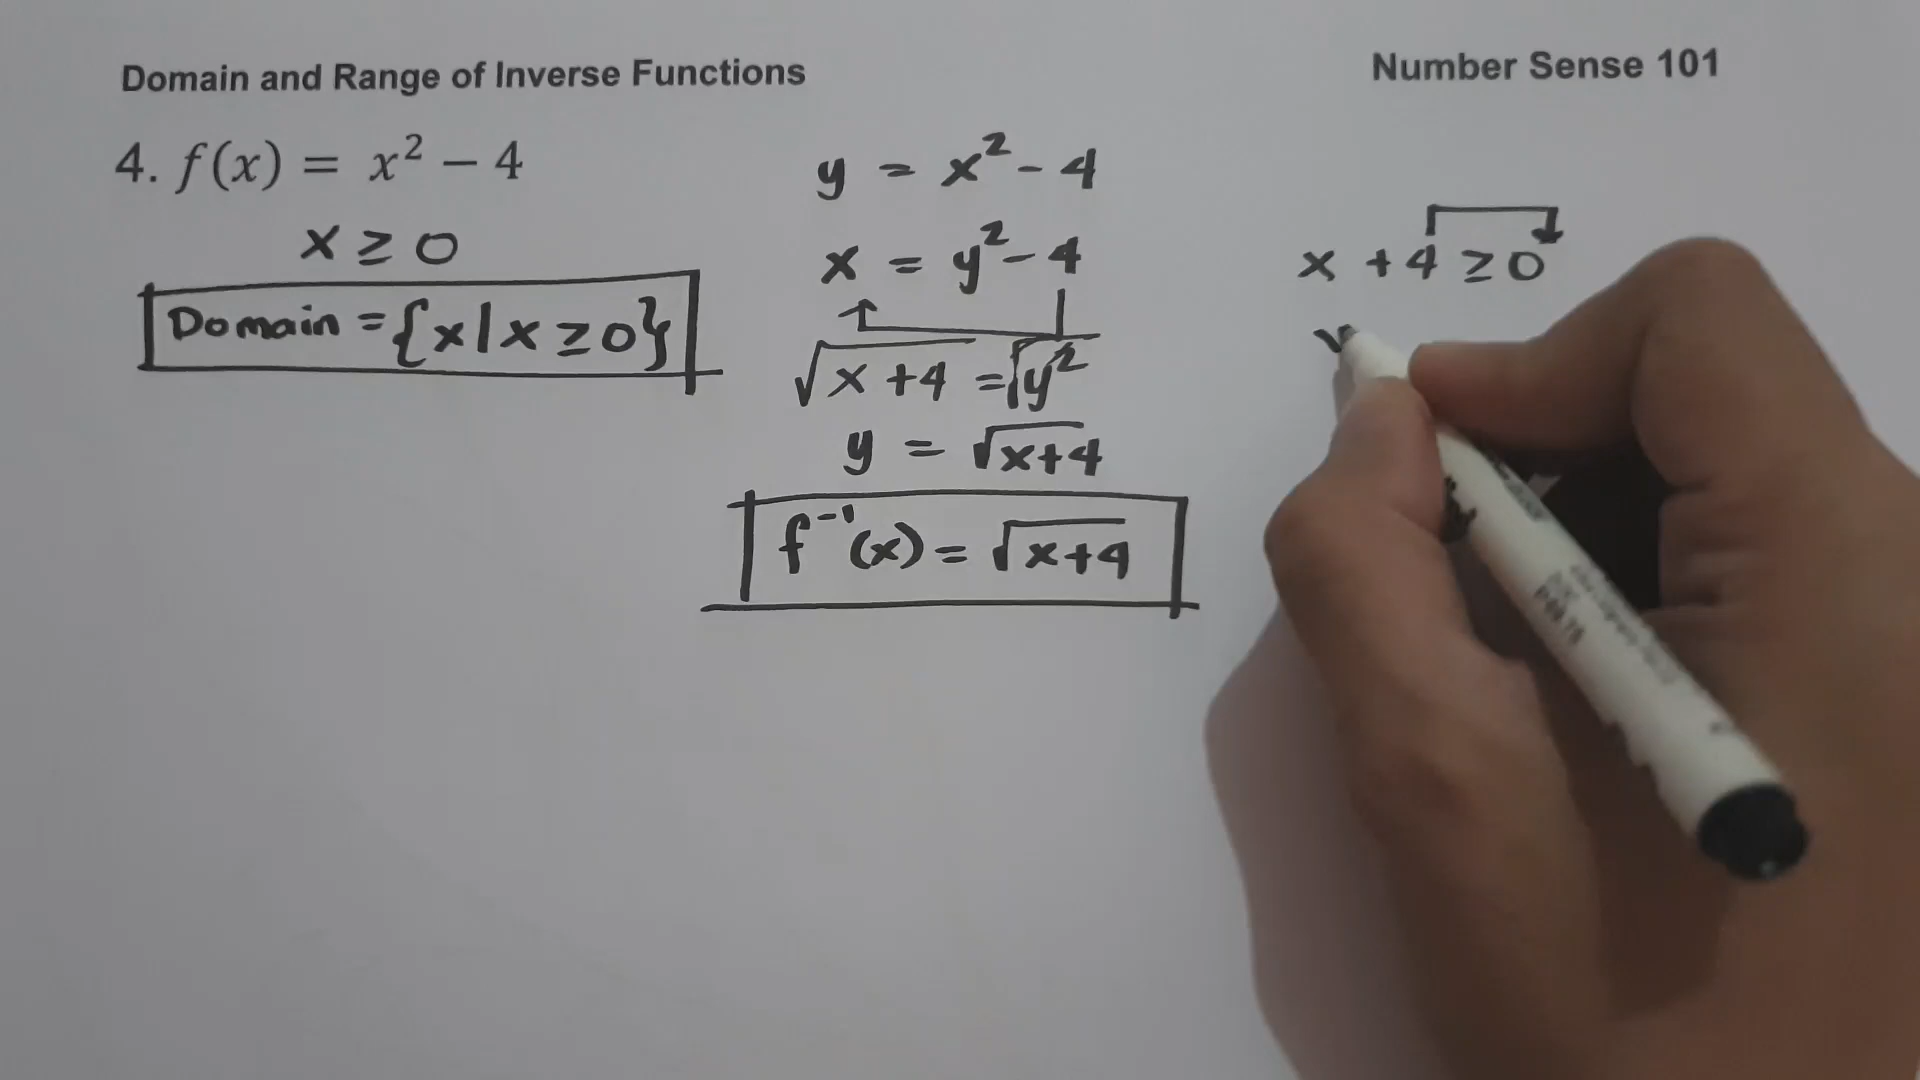 Domain and Range of Inverse Functions
Number Sense 101
4. f(x) = x² − 4
x ≥ 0
Domain = {x | x ≥ 0}
y = x² - 4
x = y² - 4
√x + 4 = √y²
y = √x+4
f⁻¹(x) = √x+4
x + 4 ≥ 0